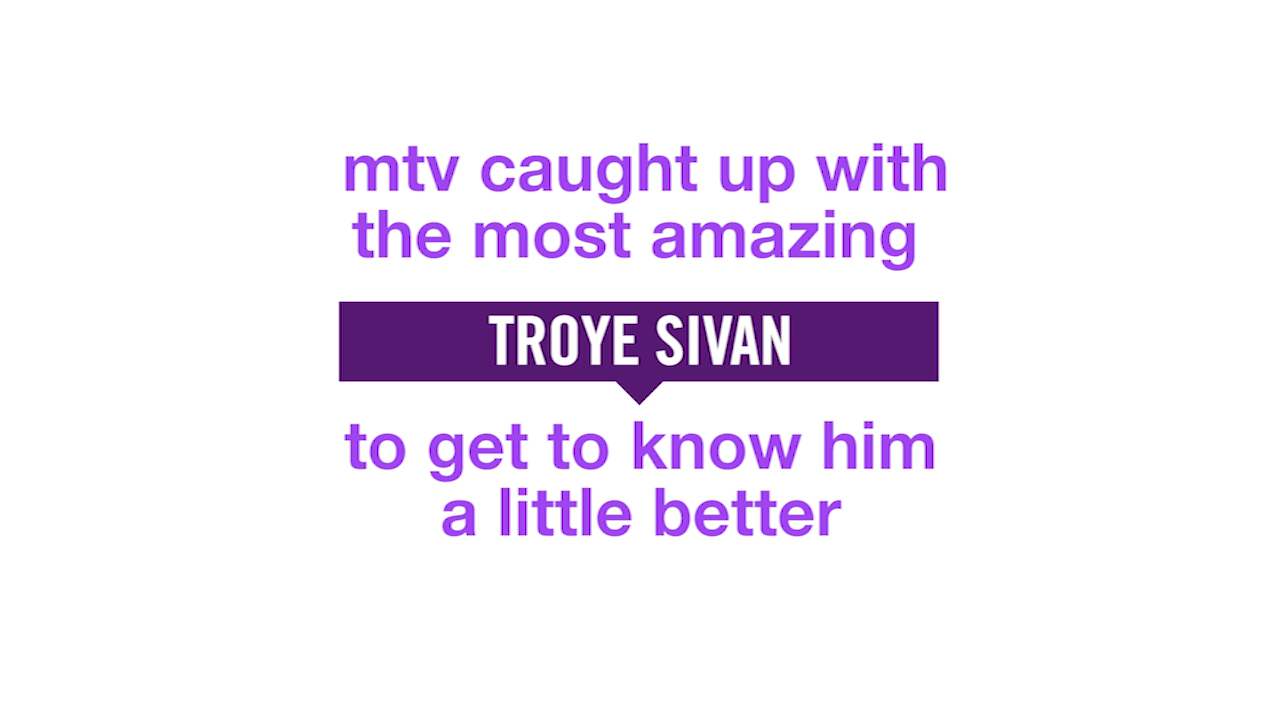 mtv caught up with
the most amazing
TROYE SIVAN
to get to know him
a little better